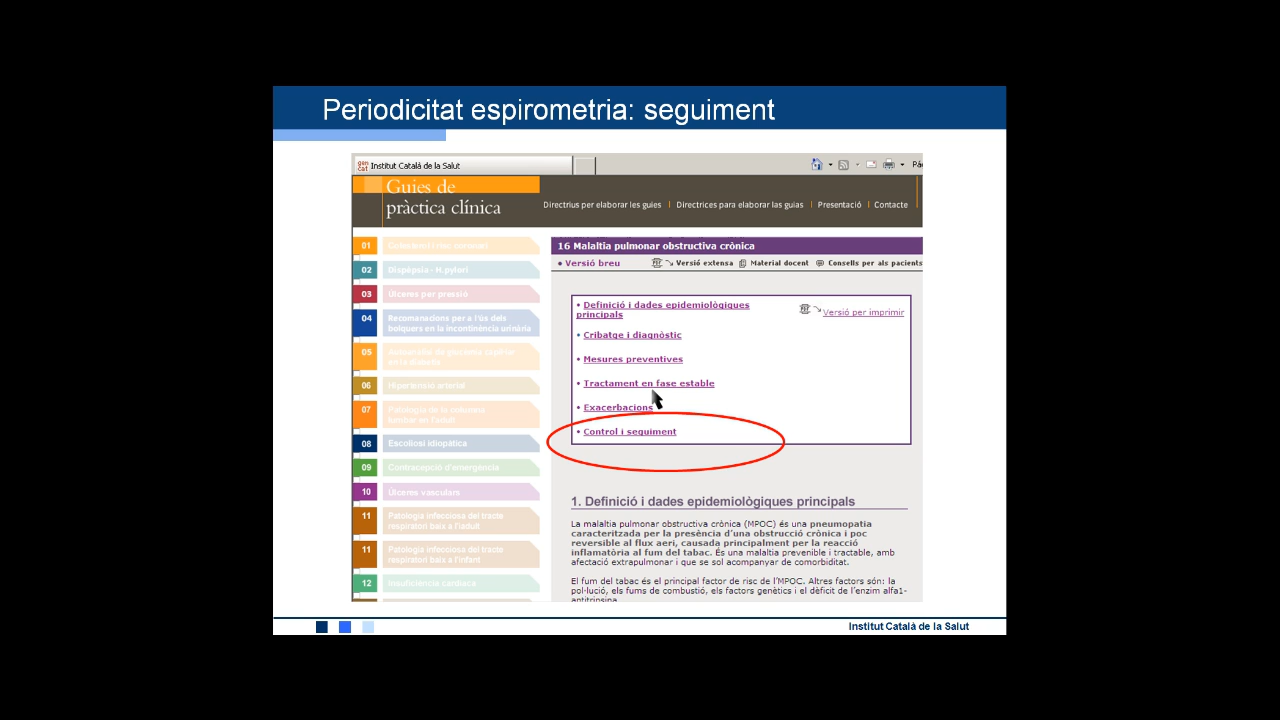 Periodicitat espirometria: seguiment
gen
cat
Institut Català de la Salut
Pà
Guies de
pràctica clínica
Directrius per elaborar les guies
Directrices para elaborar las guias
Presentació
Contacte
01
02 Dispèpsia - H.pylori
03 Úlceres per pressió
04 Recomanacions per a l'ús dels
bolquers en la incontinència urinària
05
06 Hipertensió arterial
07 Patologia de la columna
lumbar en l'adult
08 Escoliosi idiopàtica
09 Contracepció d'emergència
10 Úlceres vasculars
11 Patologia infecciosa del tracte
respiratori baix a l'adult
11 Patologia infecciosa del tracte
respiratori baix a l'infant
12 Insuficiència cardíaca
16 Malaltia pulmonar obstructiva crònica
• Versió breu
Versió extensa
Material docent
Consells per als pacients
• Definició i dades epidemiològiques
principals
Versió per imprimir
• Cribatge i diagnòstic
• Mesures preventives
• Tractament en fase estable
• Exacerbacions
• Control i seguiment
1. Definició i dades epidemiològiques principals
La malaltia pulmonar obstructiva crònica (MPOC) és una pneumopatia
caracteritzada per la presència d'una obstrucció crònica i poc
reversible al flux aeri, causada principalment per la reacció
inflamatòria al fum del tabac. És una malaltia prevenible i tractable, amb
afectació extrapulmonar i que se sol acompanyar de comorbiditat.
El fum del tabac és el principal factor de risc de l'MPOC. Altres factors són: la
pol·lució, els fums de combustió, els factors genètics i el dèficit de l'enzim alfa1-
antitripsina.
Institut Català de la Salut